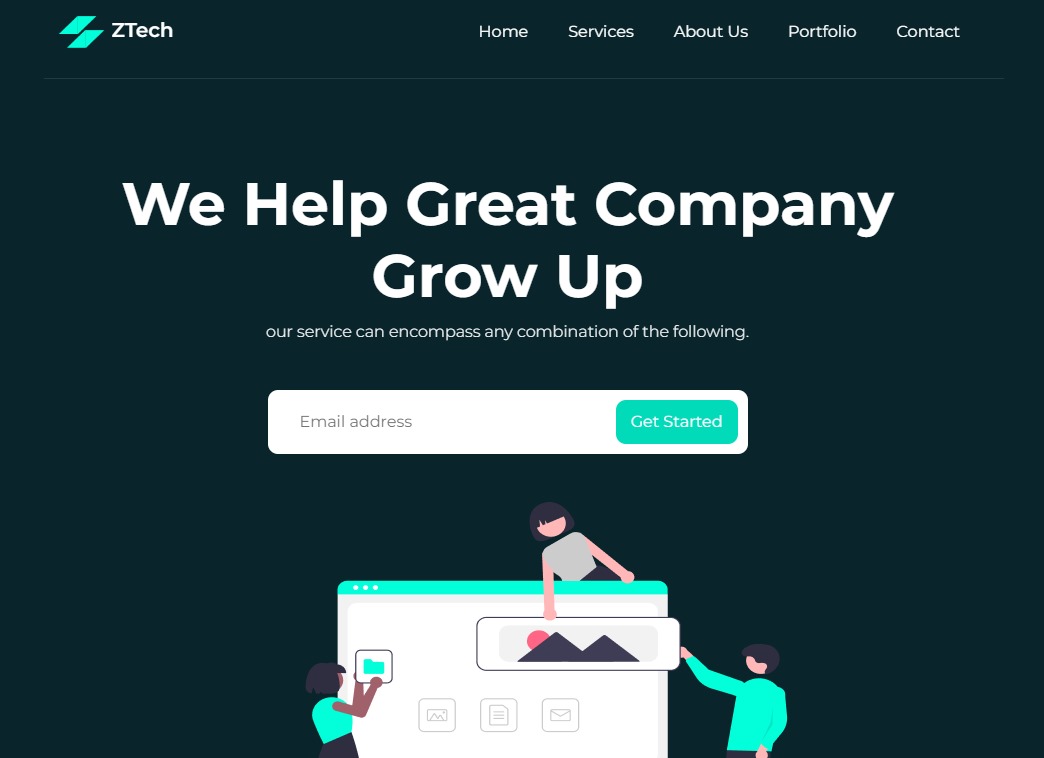 ZTech
Home Services About Us Portfolio Contact
We Help Great Company
Grow Up
our service can encompass any combination of the following.
Email address
Get Started